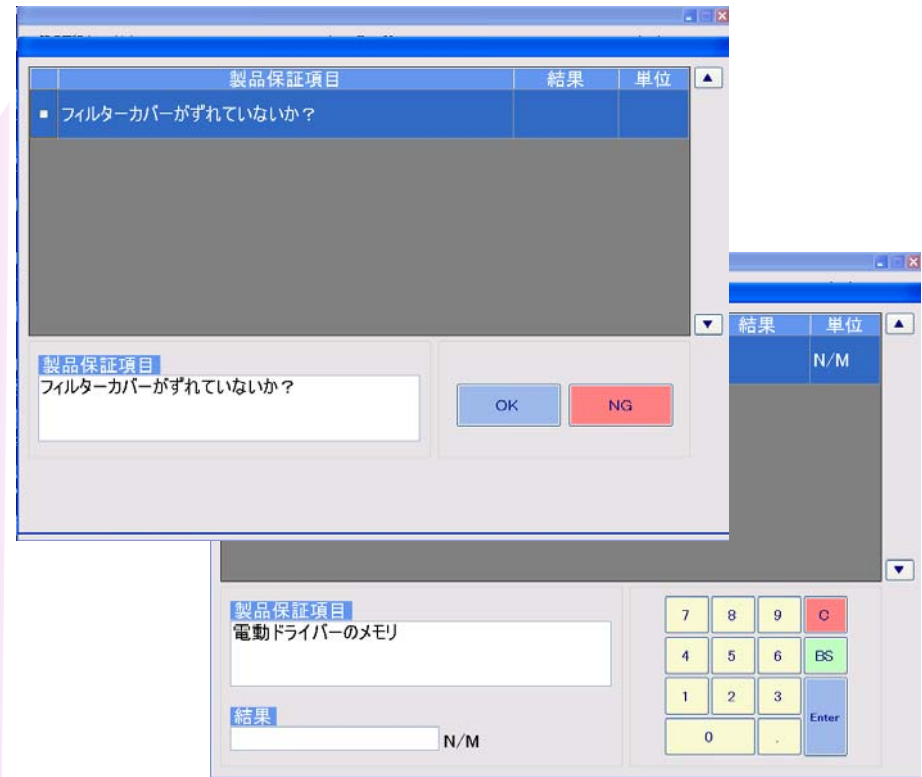 製品保証項目 結果 単位 ▲
■ フィルターカバーがずれていないか？
▼
製品保証項目
フィルターカバーがずれていないか？
OK NG
結果 単位 ▲
N/M
▼
製品保証項目
電動ドライバーのメモリ
結果
N/M
7 8 9 C
4 5 6 BS
1 2 3 Enter
0 .